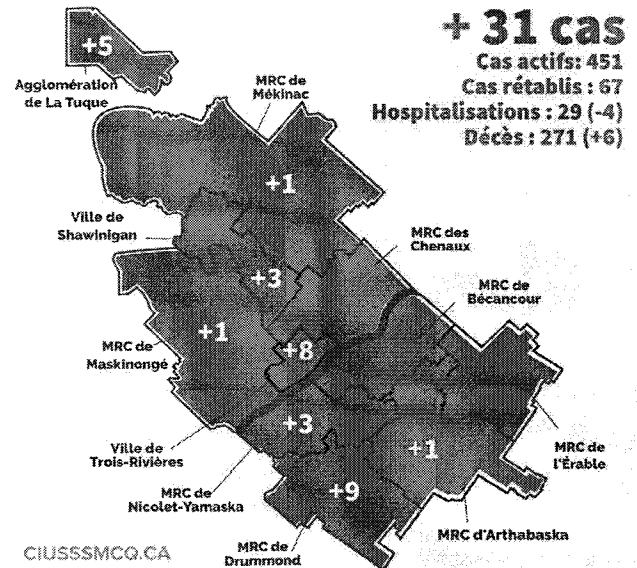 + 31 cas
Cas actifs: 451
Cas rétablis : 67
Hospitalisations : 29 (-4)
Décès : 271 (+6)
+5
Agglomération
de La Tuque
MRC de
Mékinac
+1
Ville de
Shawinigan
MRC des
Chenaux
+3
MRC de
Bécancour
+1
MRC de
Maskinongé
+8
+3
+1
Ville de
Trois-Rivières
MRC de
l'Érable
MRC de
Nicolet-Yamaska
+9
MRC d'Arthabaska
MRC de
Drummond
CIUSSSMCQ.CA